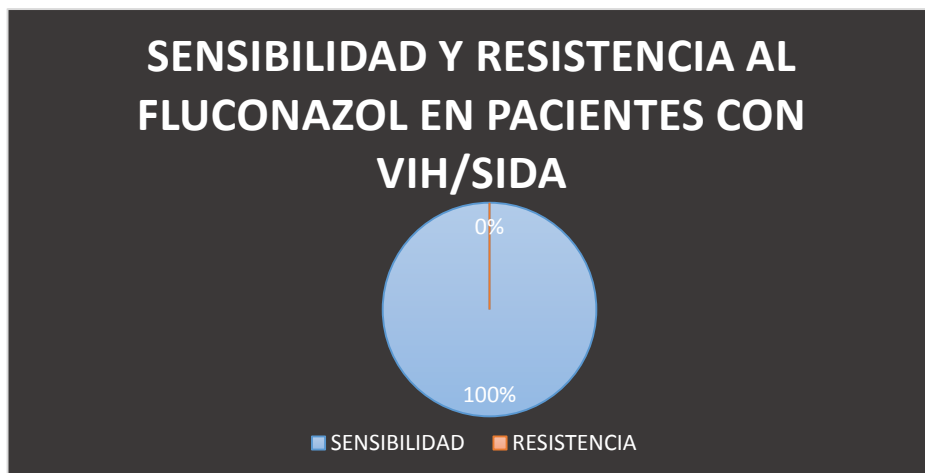 SENSIBILIDAD Y RESISTENCIA AL
FLUCONAZOL EN PACIENTES CON
VIH/SIDA
0%
100%
SENSIBILIDAD RESISTENCIA